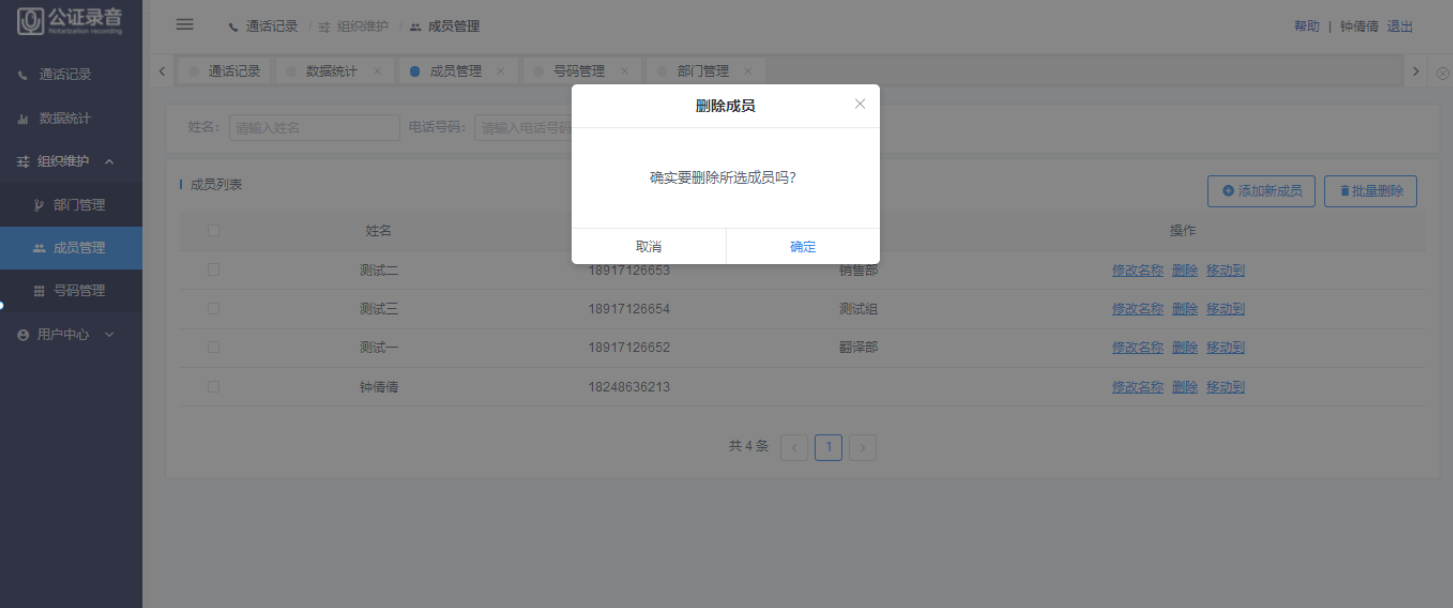 公证录音
Notarization recording
通话记录 / 组织维护 / 成员管理
帮助 | 钟倩倩 退出
通话记录
数据统计
组织维护
部门管理
成员管理
号码管理
用户中心
通话记录 数据统计 × 成员管理 × 号码管理 × 部门管理 ×
姓名: 请输入姓名 电话号码: 请输入电话号码
删除成员
确实要删除所选成员吗?
取消 确定
成员列表
添加新成员 批量删除
姓名 操作
测试二 18917126653 销售部 修改名称 删除 移动到
测试三 18917126654 测试组 修改名称 删除 移动到
测试一 18917126652 翻译部 修改名称 删除 移动到
钟倩倩 18248636213 修改名称 删除 移动到
共 4 条 < 1 >